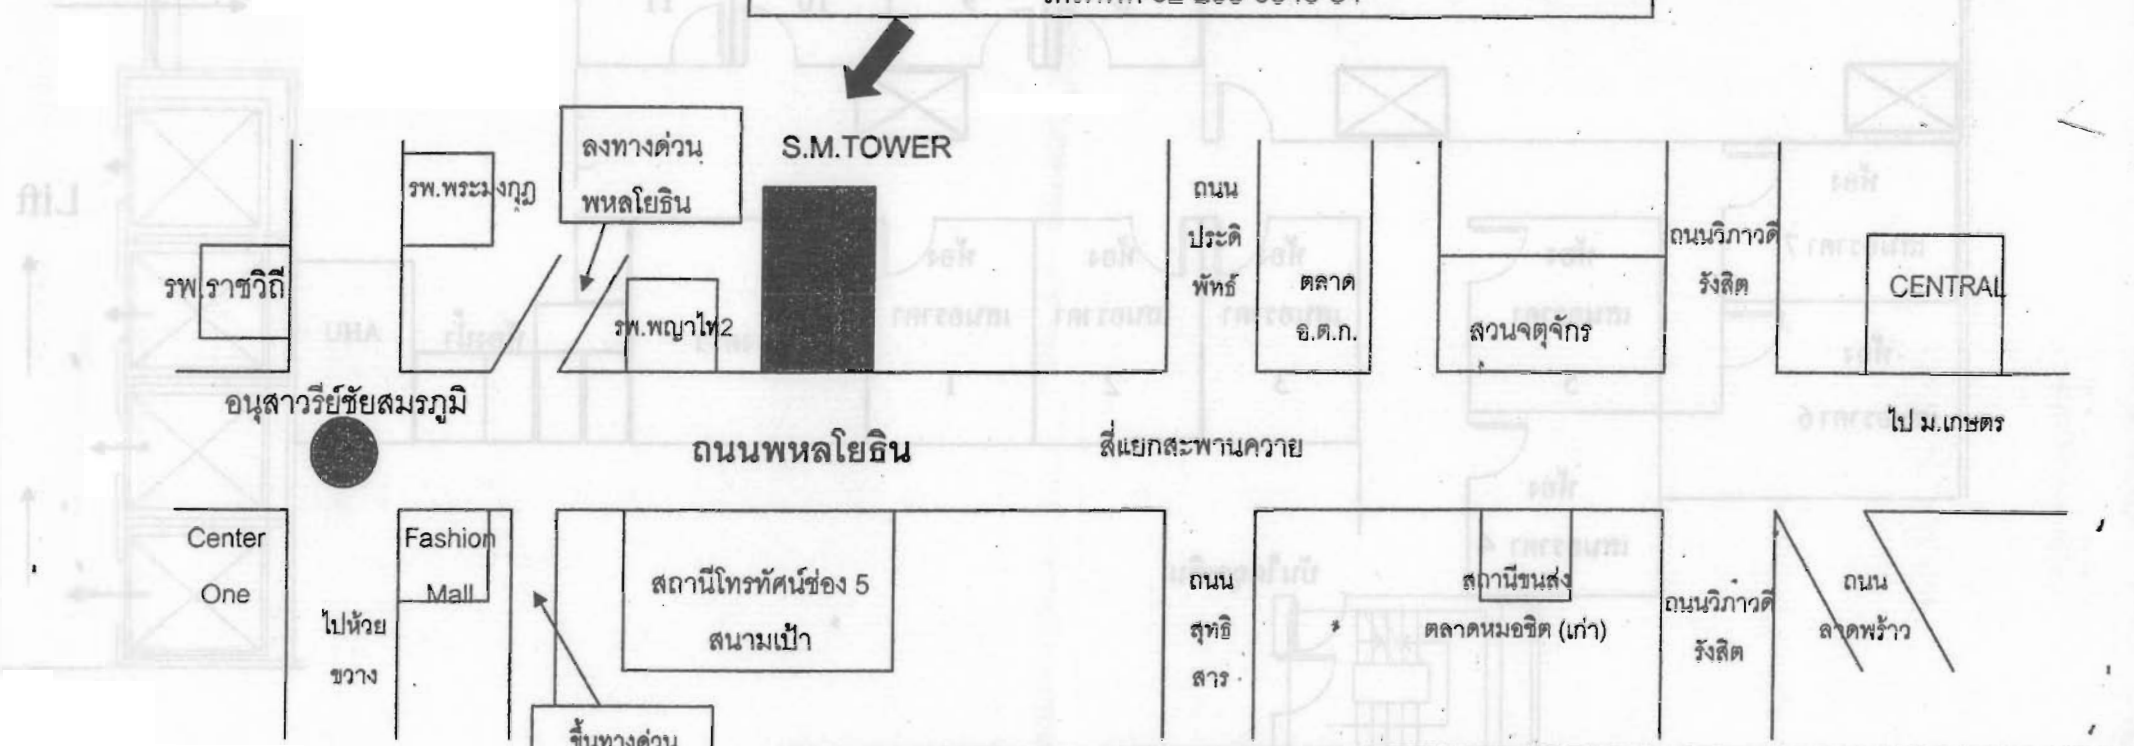 ลงทางด่วน
พหลโยธิน
S.M.TOWER
รพ.พระมงกุฎ
รพ.ราชวิถี
รพ.พญาไท2
ถนน
ประดิ
พัทธ์
ตลาด
อ.ต.ก.
สวนจตุจักร
ถนนวิภาวดี
รังสิต
CENTRAL
อนุสาวรีย์ชัยสมรภูมิ
ถนนพหลโยธิน
สี่แยกสะพานควาย
ไป ม.เกษตร
Center
One
ไปห้วย
ขวาง
Fashion
Mall
สถานีโทรทัศน์ช่อง 5
สนามเป้า
ถนน
สุทธิ
สาร
สถานีขนส่ง
ตลาดหมอชิต (เก่า)
ถนนวิภาวดี
รังสิต
ถนน
ลาดพร้าว
ขึ้นทางด่วน